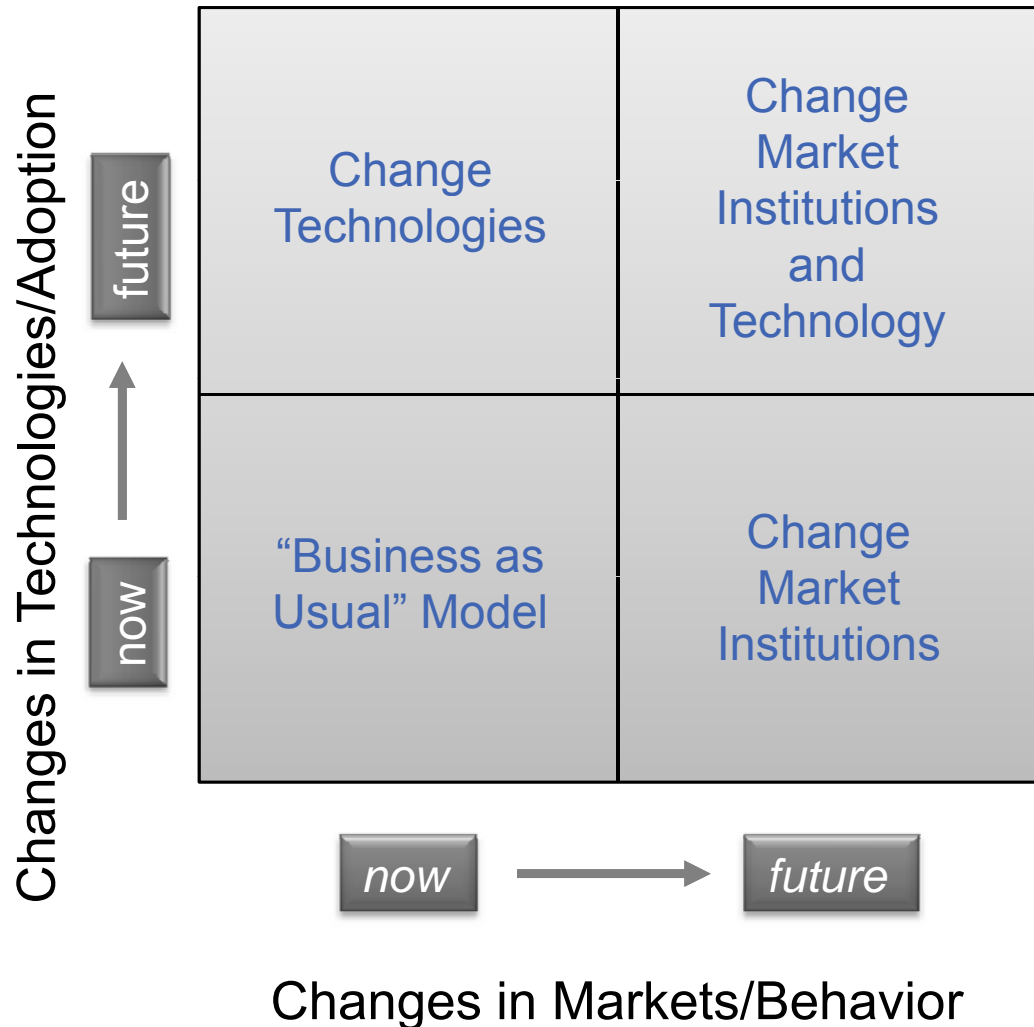 Changes in Technologies/Adoption
future
now
Change
Technologies
Change
Market
Institutions
and
Technology
“Business as
Usual” Model
Change
Market
Institutions
now
future
Changes in Markets/Behavior